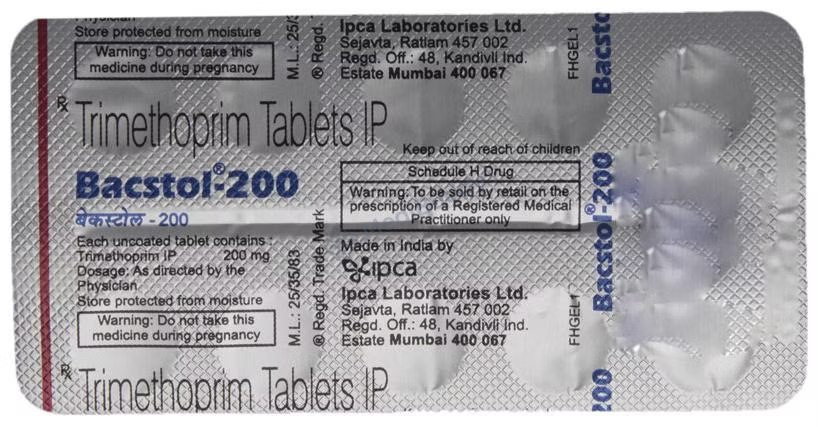 Store protected from moisture
Warning: Do not take this
medicine during pregnancy
M.L.: 25/3
® Regd. T
Ipca Laboratories Ltd.
Sejavta, Ratlam 457 002
Regd. Off.: 48, Kandivli Ind.
Estate Mumbai 400 067
FHGEL1
Bacsto
Rx Trimethoprim Tablets IP
Keep out of reach of children
Bacstol®-200
बॅकस्टोल - 200
Schedule H Drug
Warning: To be sold by retail on the
prescription of a Registered Medical
Practitioner only
Each uncoated tablet contains :
Trimethoprim IP 200 mg
Dosage: As directed by the
Physician
Store protected from moisture
Warning: Do not take this
medicine during pregnancy
M.L.: 25/35/83
® Regd. Trade Mark
Made in India by
ipca
Ipca Laboratories Ltd.
Sejavta, Ratlam 457 002
Regd. Off.: 48, Kandivli Ind.
Estate Mumbai 400 067
FHGEL1
Bacstol®-200
200
Rx Trimethoprim Tablets IP